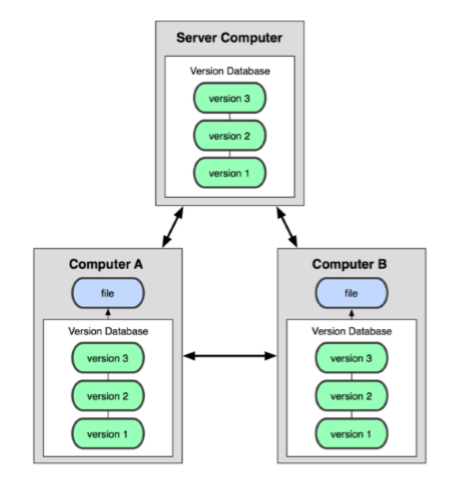 Server Computer
Version Database
version 3
version 2
version 1
Computer A
file
Version Database
version 3
version 2
version 1
Computer B
file
Version Database
version 3
version 2
version 1